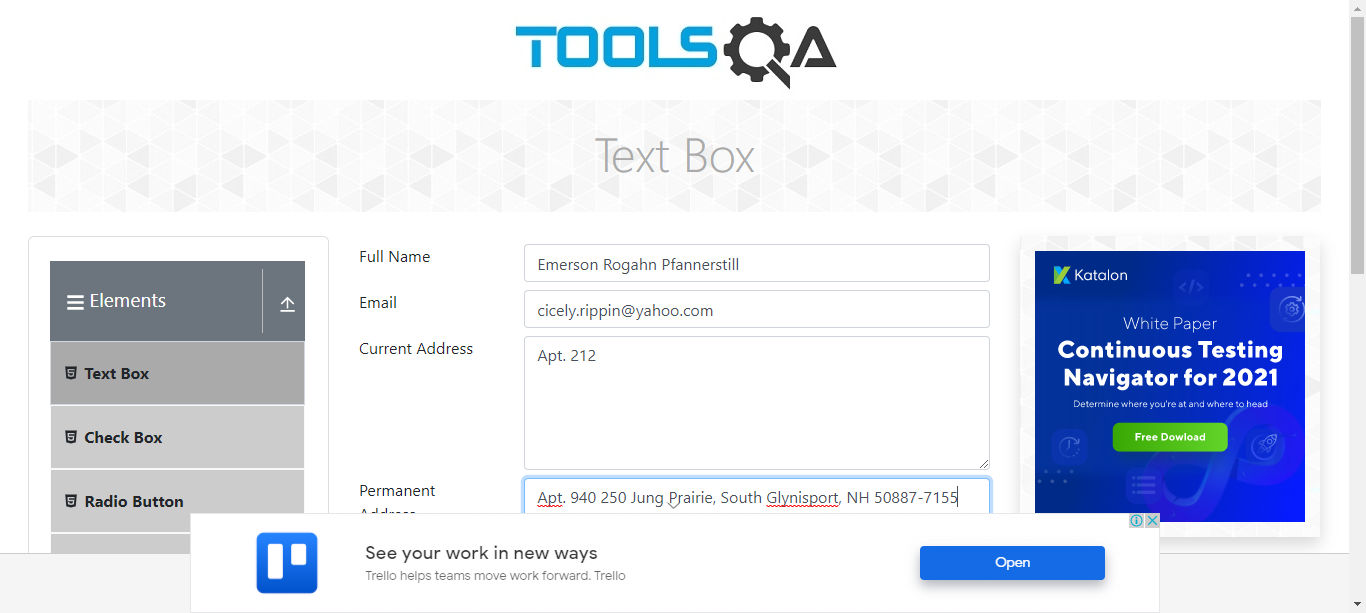 TOOLSQA
Text Box
Elements
Text Box
Check Box
Radio Button
Full Name
Emerson Rogahn Pfannerstill
Email
cicely.rippin@yahoo.com
Current Address
Apt. 212
Permanent
Address
Apt. 940 250 Jung Prairie, South Glynisport, NH 50887-7155
Katalon
White Paper
Continuous Testing
Navigator for 2021
Determine where you're at and where to head
Free Dowload
See your work in new ways
Trello helps teams move work forward. Trello
Open